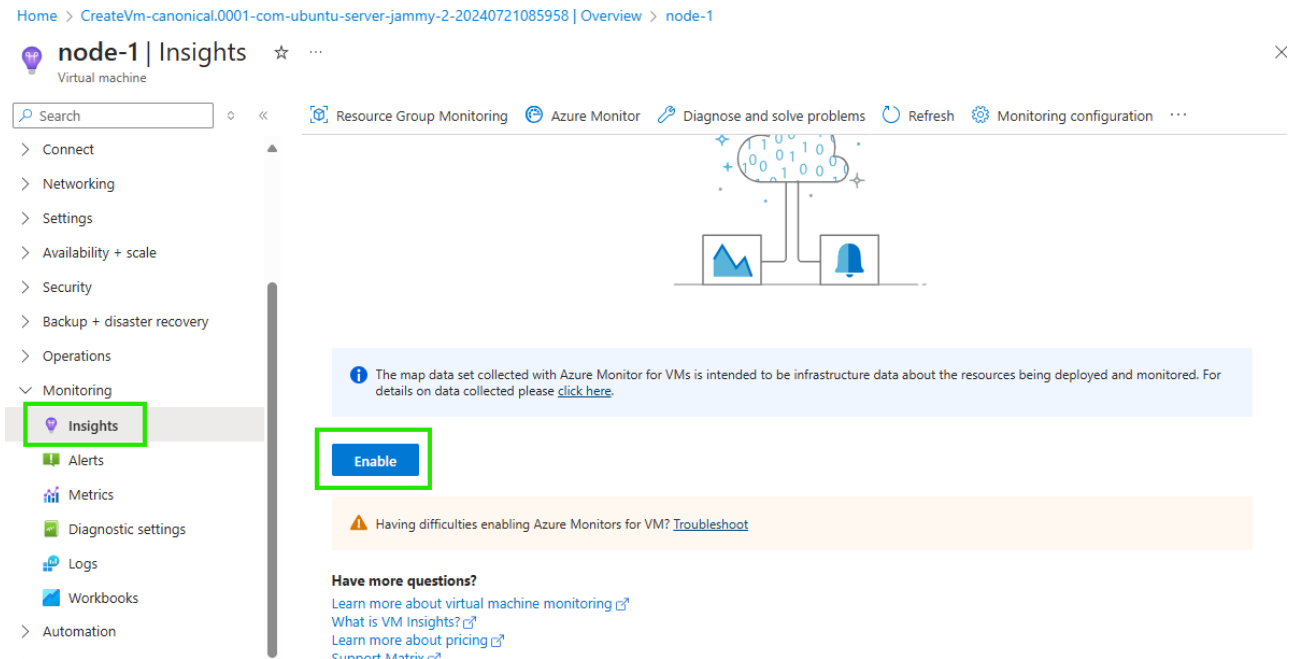 Home > CreateVm-canonical.0001-com-ubuntu-server-jammy-2-20240721085958 | Overview > node-1
node-1 | Insights
Virtual machine
Search
Resource Group Monitoring Azure Monitor Diagnose and solve problems Refresh Monitoring configuration
Connect
Networking
Settings
Availability + scale
Security
Backup + disaster recovery
Operations
Monitoring
Insights
Alerts
Metrics
Diagnostic settings
Logs
Workbooks
Automation
The map data set collected with Azure Monitor for VMs is intended to be infrastructure data about the resources being deployed and monitored. For
details on data collected please click here.
Enable
Having difficulties enabling Azure Monitors for VM? Troubleshoot
Have more questions?
Learn more about virtual machine monitoring
What is VM Insights?
Learn more about pricing
Support Matrix